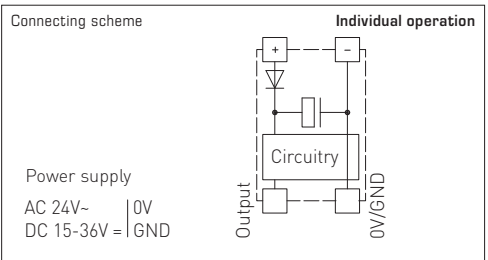 Connecting scheme
Individual operation
+ −
Circuitry
Power supply
AC 24V~ | 0V
DC 15-36V = | GND
Output
0V/GND